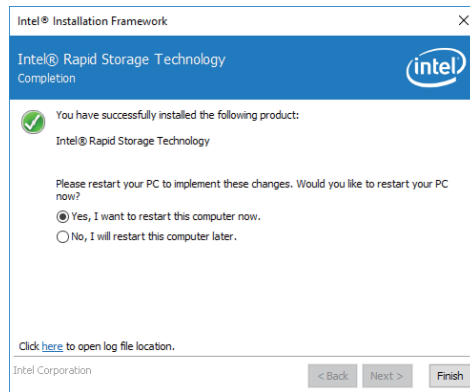 Intel® Installation Framework
Intel® Rapid Storage Technology
Completion
intel
You have successfully installed the following product:
Intel® Rapid Storage Technology
Please restart your PC to implement these changes. Would you like to restart your PC
now?
Yes, I want to restart this computer now.
No, I will restart this computer later.
Click here to open log file location.
Intel Corporation
< Back
Next >
Finish